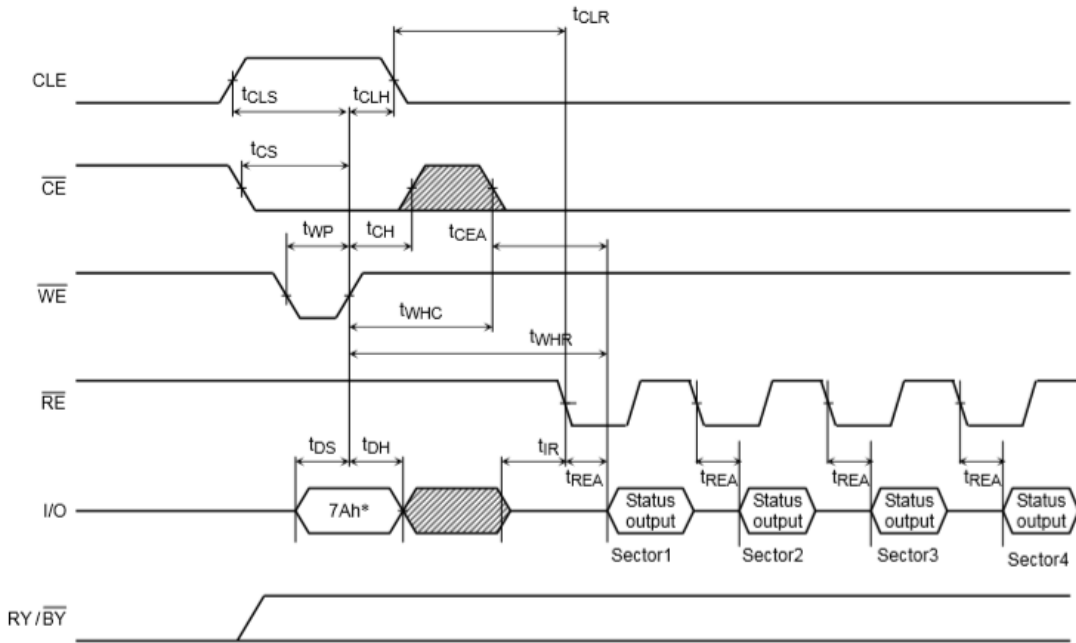 tCLR
CLE
tCLS tCLH
tCS
CE
tWP tCH tCEA
WE
tWHC
tWHR
RE
tDS tDH tIR
tREA tREA tREA tREA
I/O 7Ah* Status output Status output Status output Status output
Sector1 Sector2 Sector3 Sector4
RY/BY